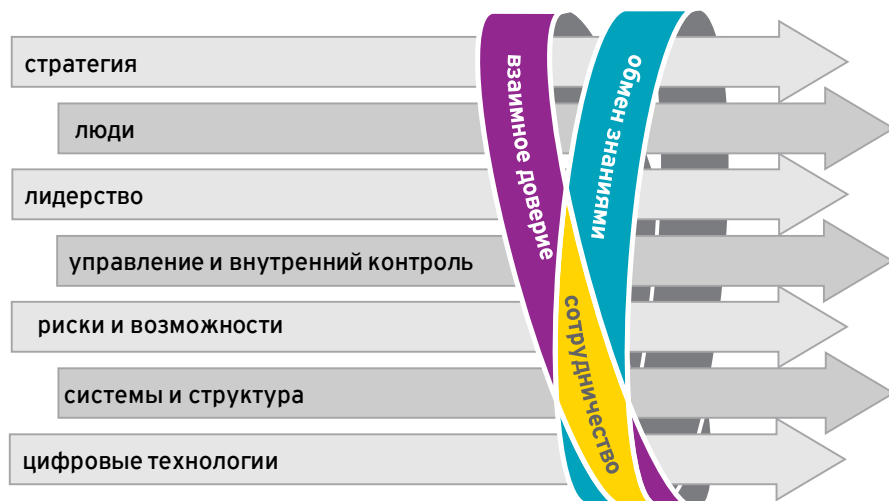 стратегия
люди
лидерство
управление и внутренний контроль
риски и возможности
системы и структура
цифровые технологии
взаимное доверие
обмен знаниями
сотрудничество